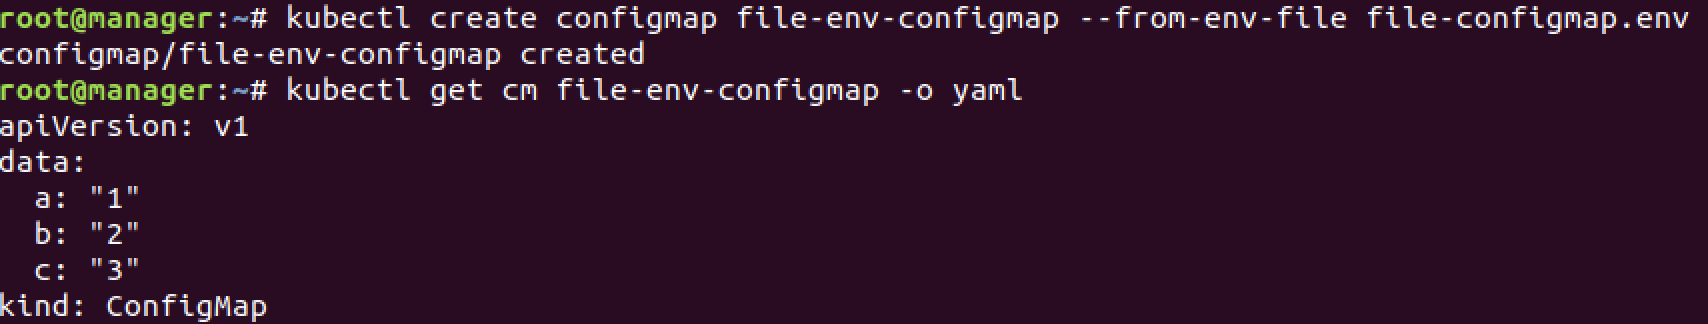 root@manager:~# kubectl create configmap file-env-configmap --from-env-file file-configmap.env
configmap/file-env-configmap created
root@manager:~# kubectl get cm file-env-configmap -o yaml
apiVersion: v1
data:
  a: "1"
  b: "2"
  c: "3"
kind: ConfigMap